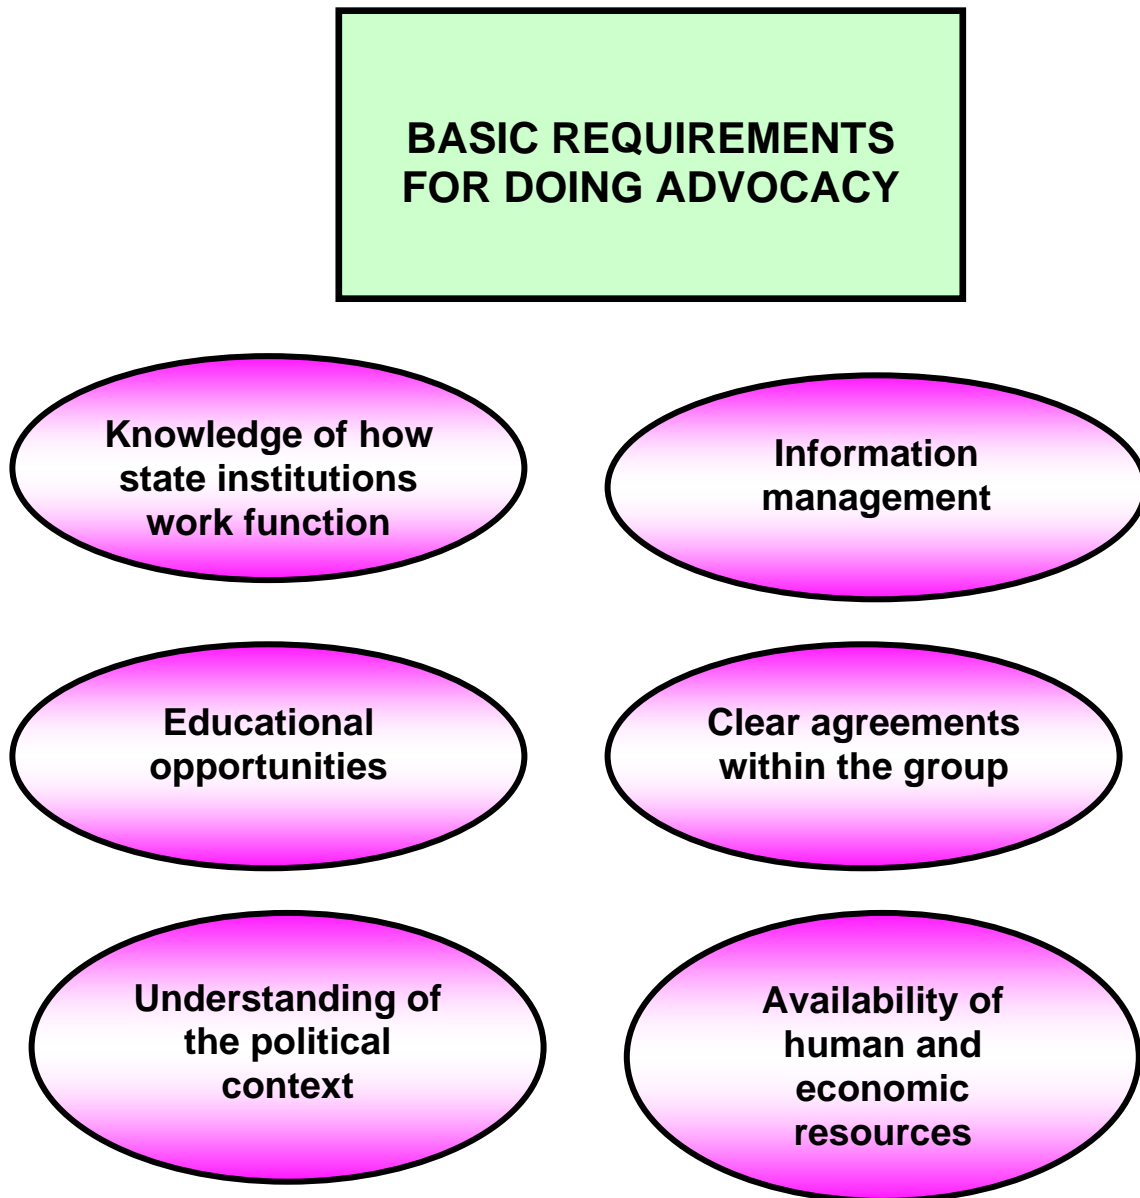 BASIC REQUIREMENTS
FOR DOING ADVOCACY
Knowledge of how
state institutions
work function
Information
management
Educational
opportunities
Clear agreements
within the group
Understanding of
the political
context
Availability of
human and
economic
resources